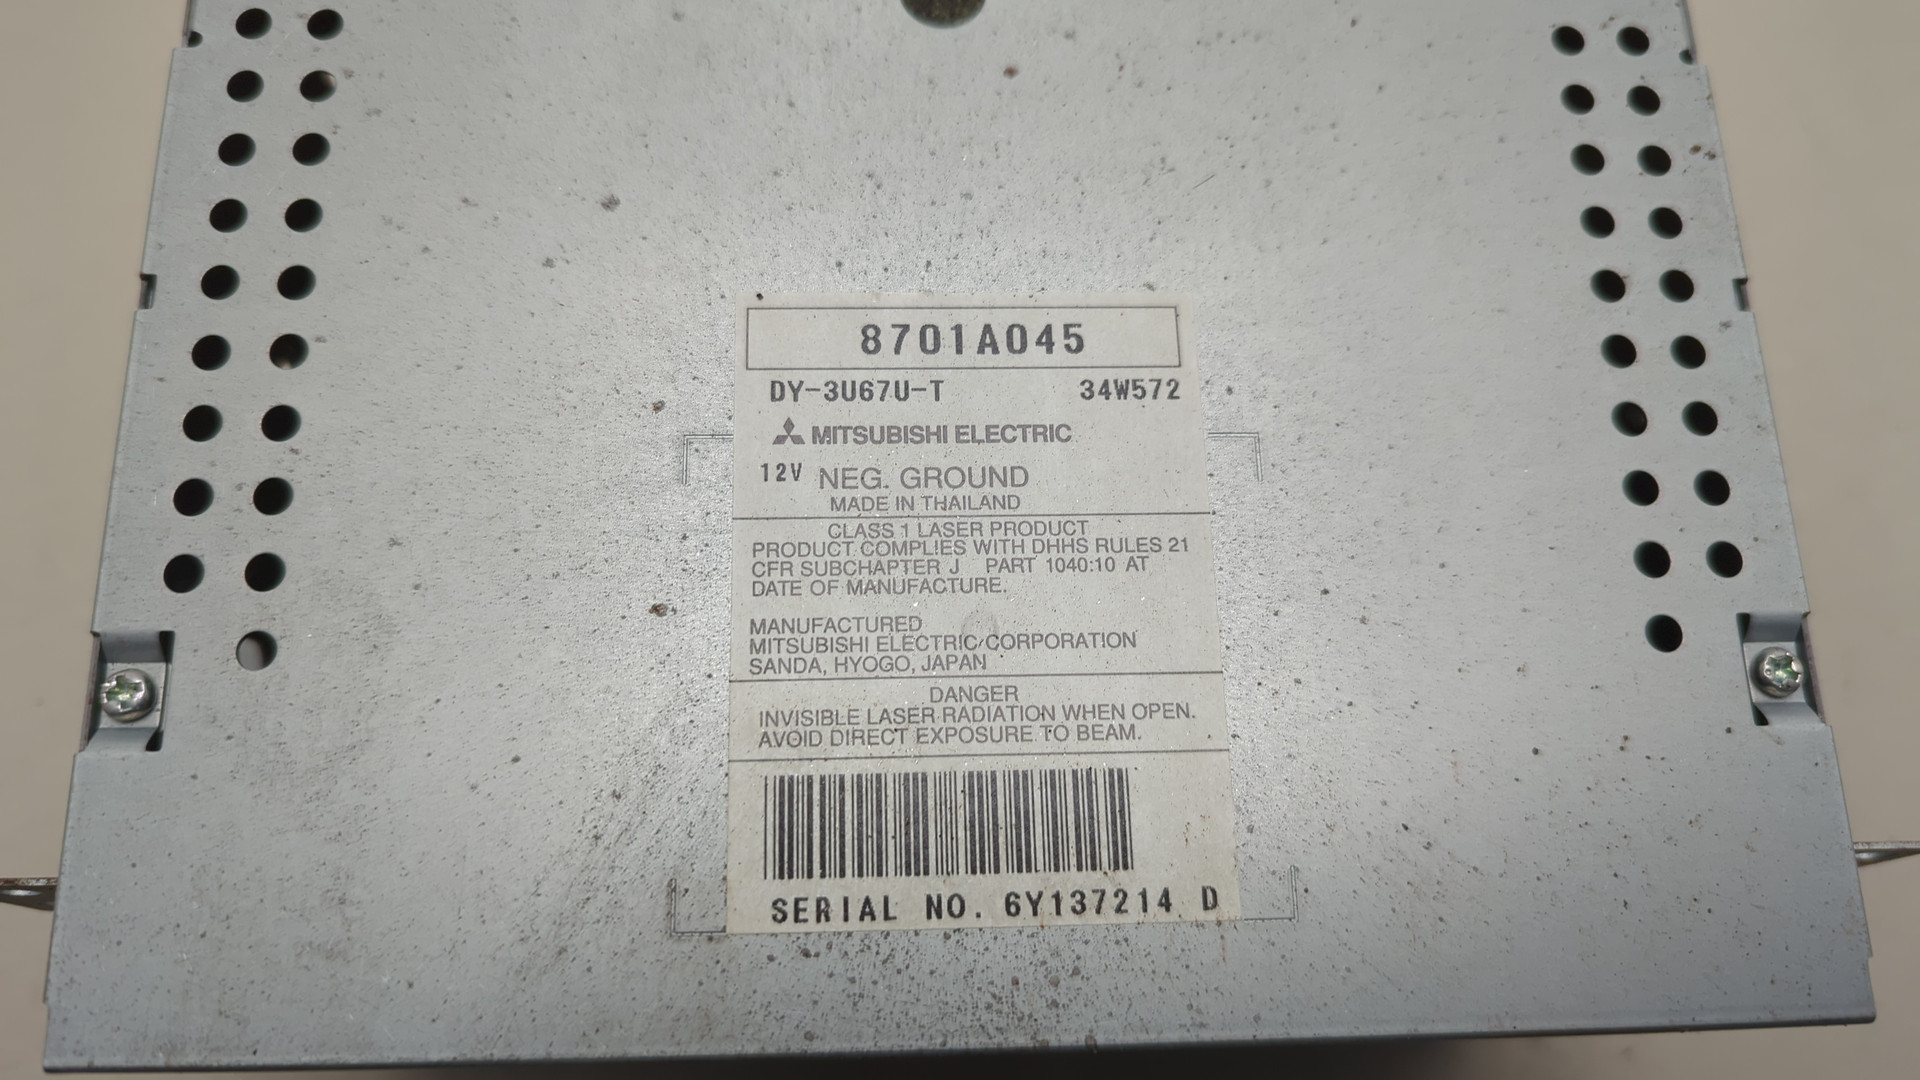 8701A045
DY-3U67U-T 34W572
MITSUBISHI ELECTRIC
12V NEG. GROUND
MADE IN THAILAND
CLASS 1 LASER PRODUCT
PRODUCT COMPLIES WITH DHHS RULES 21
CFR SUBCHAPTER J PART 1040:10 AT
DATE OF MANUFACTURE.
MANUFACTURED
MITSUBISHI ELECTRIC CORPORATION
SANDA, HYOGO, JAPAN
DANGER
INVISIBLE LASER RADIATION WHEN OPEN.
AVOID DIRECT EXPOSURE TO BEAM.
SERIAL NO. 6Y137214 D